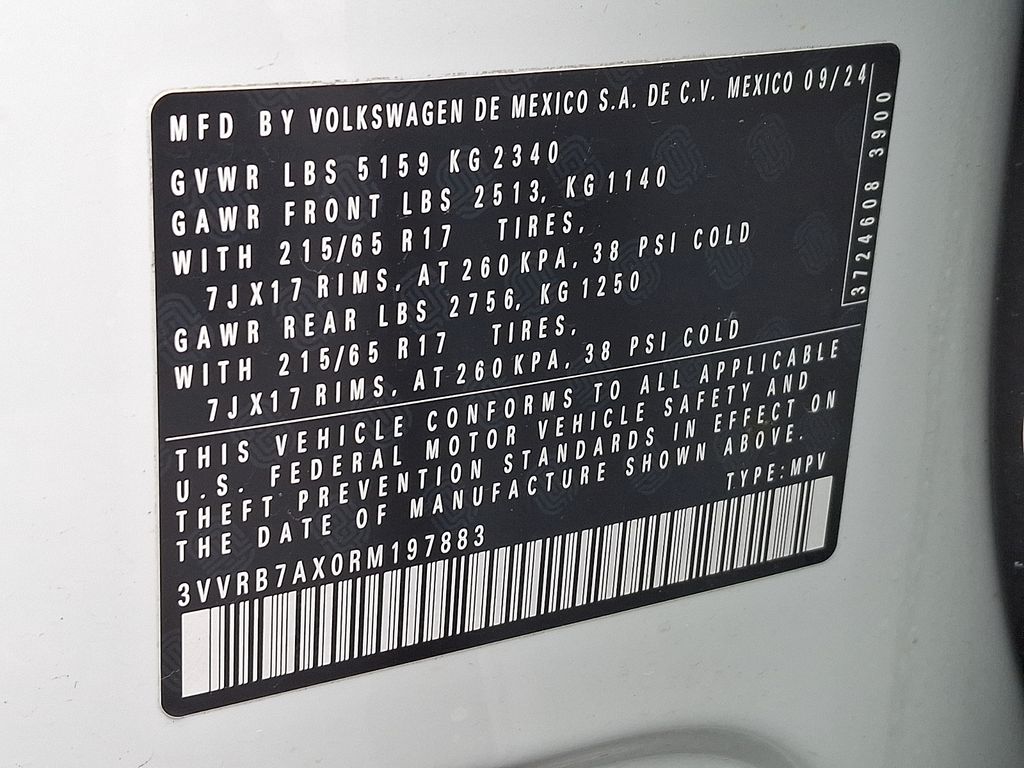 MFD BY VOLKSWAGEN DE MEXICO S.A. DE C.V. MEXICO 09/24
GVWR LBS 5159 KG 2340
GAWR FRONT LBS 2513, KG 1140
WITH 215/65 R17 TIRES,
7J X17 RIMS, AT 260 KPA, 38 PSI COLD
GAWR REAR LBS 2756, KG 1250
WITH 215/65 R17 TIRES,
7J X17 RIMS, AT 260 KPA, 38 PSI COLD
THIS VEHICLE CONFORMS TO ALL APPLICABLE
U.S. FEDERAL MOTOR VEHICLE SAFETY AND
THEFT PREVENTION STANDARDS IN EFFECT ON
THE DATE OF MANUFACTURE SHOWN ABOVE.
TYPE: MPV
3VVRB7AX0RM197883
3724608 3900